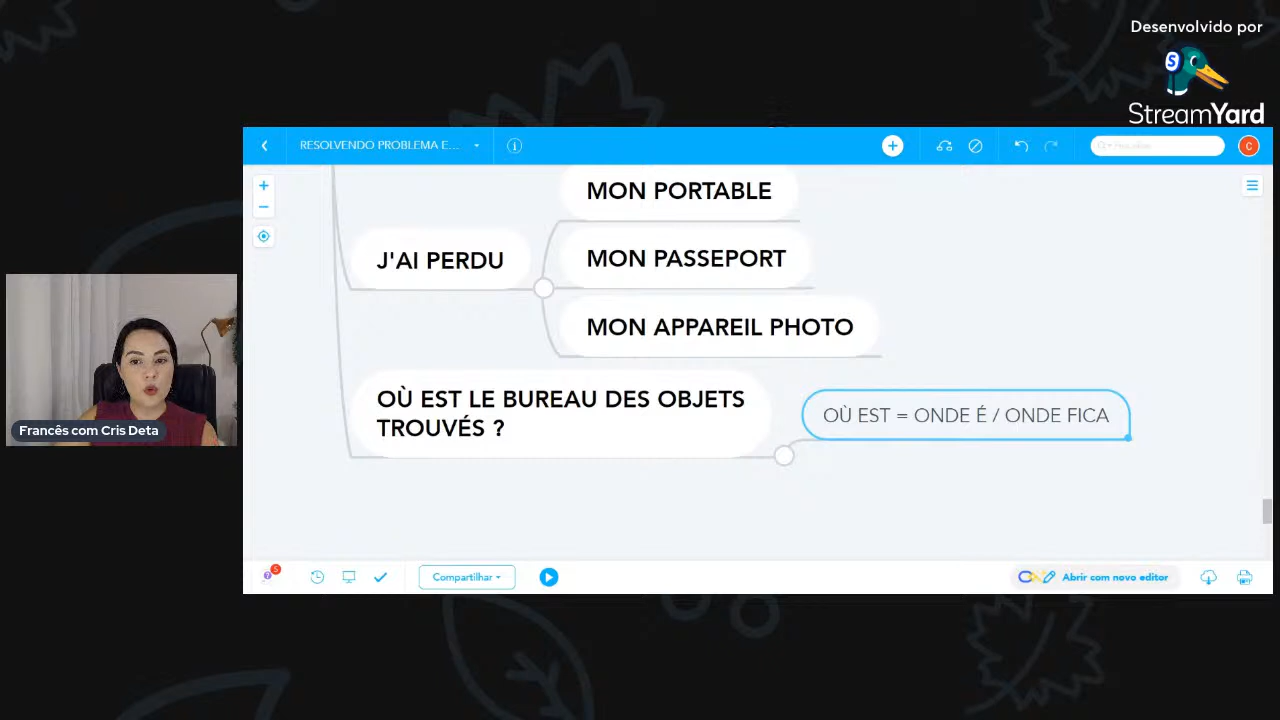 Desenvolvido por
StreamYard
RESOLVENDO PROBLEMA E...
C
MON PORTABLE
J'AI PERDU
MON PASSEPORT
MON APPAREIL PHOTO
OÙ EST LE BUREAU DES OBJETS
TROUVÉS ?
OÙ EST = ONDE É / ONDE FICA
Francês com Cris Deta
5
Compartilhar
Abrir com novo editor